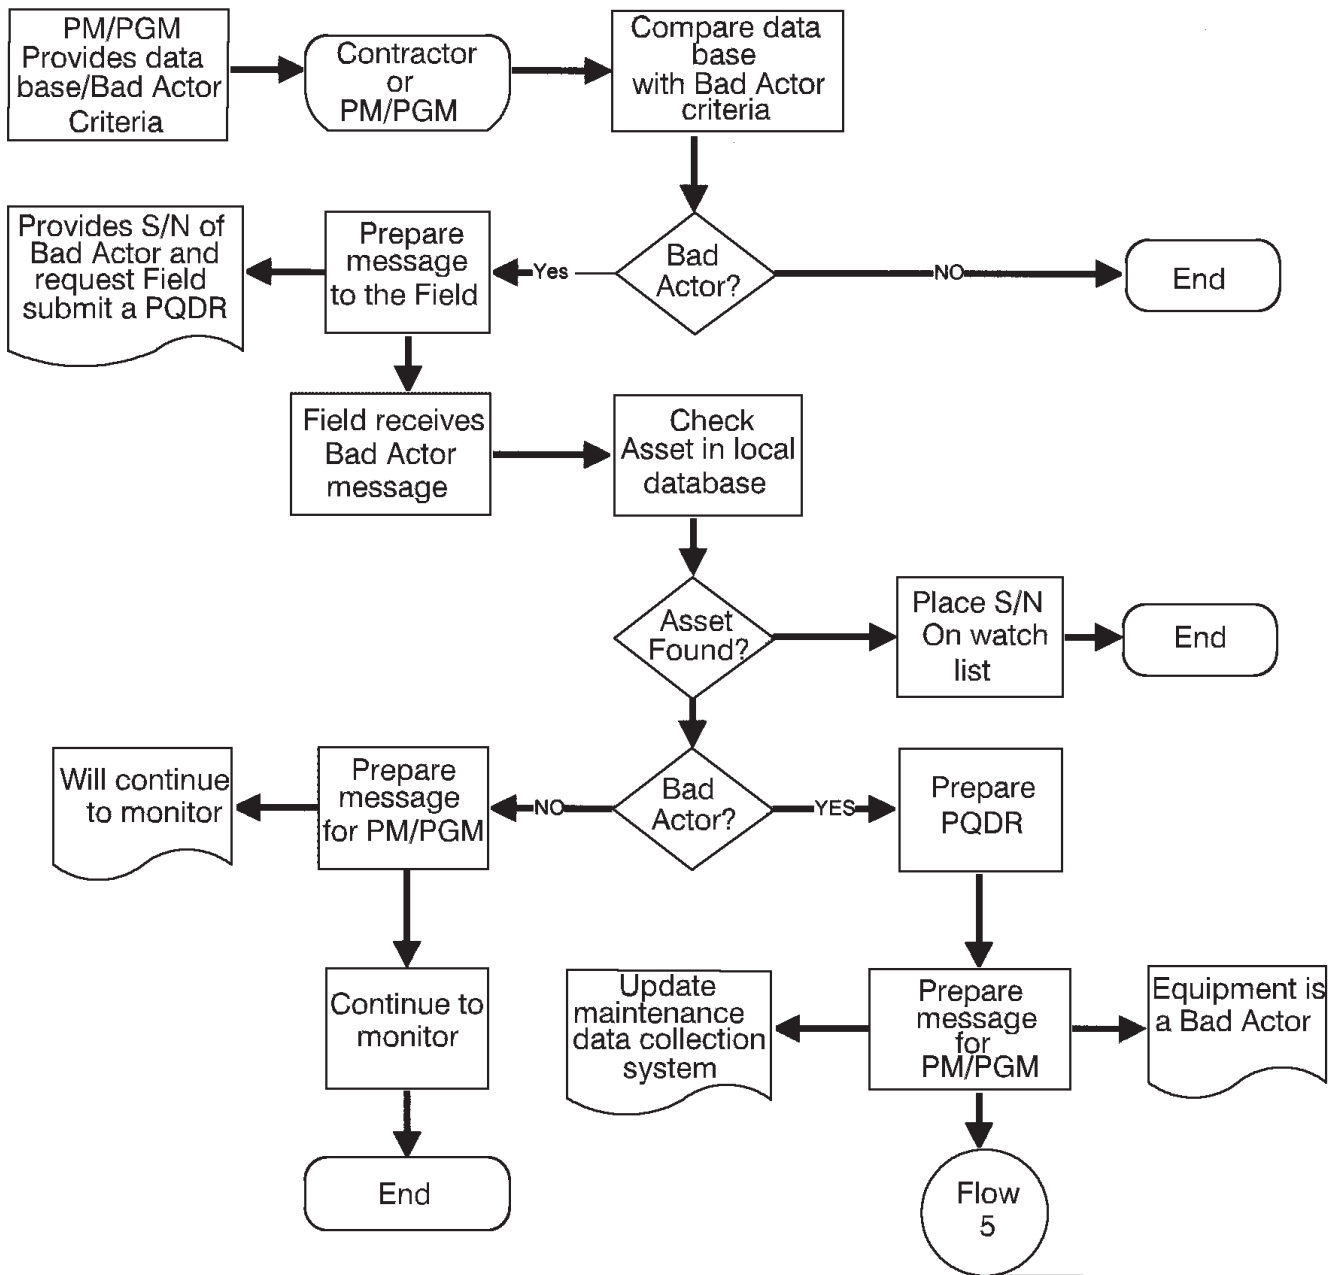 PM/PGM
Provides data
base/Bad Actor
Criteria
Contractor
or
PM/PGM
Compare data
base
with Bad Actor
criteria
Provides S/N of
Bad Actor and
request Field
submit a PQDR
Prepare
message
to the Field
Yes
Bad
Actor?
NO
End
Field receives
Bad Actor
message
Check
Asset in local
database
Asset
Found?
Place S/N
On watch
list
End
Will continue
to monitor
Prepare
message
for PM/PGM
NO
Bad
Actor?
YES
Prepare
PQDR
Continue to
monitor
Update
maintenance
data collection
system
Prepare
message
for
PM/PGM
Equipment is
a Bad Actor
End
Flow
5